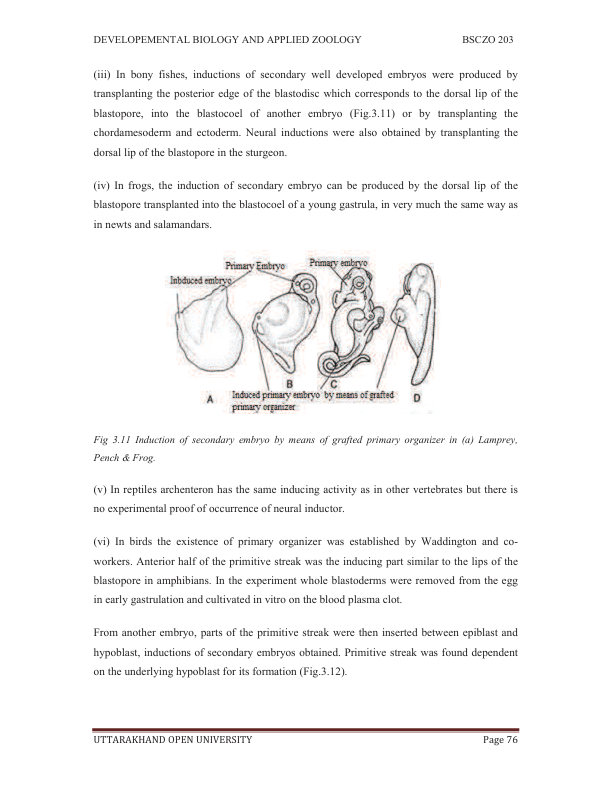 DEVELOPEMENTAL BIOLOGY AND APPLIED ZOOLOGY BSCZO 203
(iii) In bony fishes, inductions of secondary well developed embryos were produced by
transplanting the posterior edge of the blastodisc which corresponds to the dorsal lip of the
blastopore, into the blastocoel of another embryo (Fig.3.11) or by transplanting the
chordamesoderm and ectoderm. Neural inductions were also obtained by transplanting the
dorsal lip of the blastopore in the sturgeon.
(iv) In frogs, the induction of secondary embryo can be produced by the dorsal lip of the
blastopore transplanted into the blastocoel of a young gastrula, in very much the same way as
in newts and salamandars.
Primary Embryo Primary embryo
Inbduced embryo
B C
A Induced primary embryo by means of grafted D
primary organizer
Fig 3.11 Induction of secondary embryo by means of grafted primary organizer in (a) Lamprey,
Pench & Frog.
(v) In reptiles archenteron has the same inducing activity as in other vertebrates but there is
no experimental proof of occurrence of neural inductor.
(vi) In birds the existence of primary organizer was established by Waddington and co-
workers. Anterior half of the primitive streak was the inducing part similar to the lips of the
blastopore in amphibians. In the experiment whole blastoderms were removed from the egg
in early gastrulation and cultivated in vitro on the blood plasma clot.
From another embryo, parts of the primitive streak were then inserted between epiblast and
hypoblast, inductions of secondary embryos obtained. Primitive streak was found dependent
on the underlying hypoblast for its formation (Fig.3.12).
UTTARAKHAND OPEN UNIVERSITY Page 76